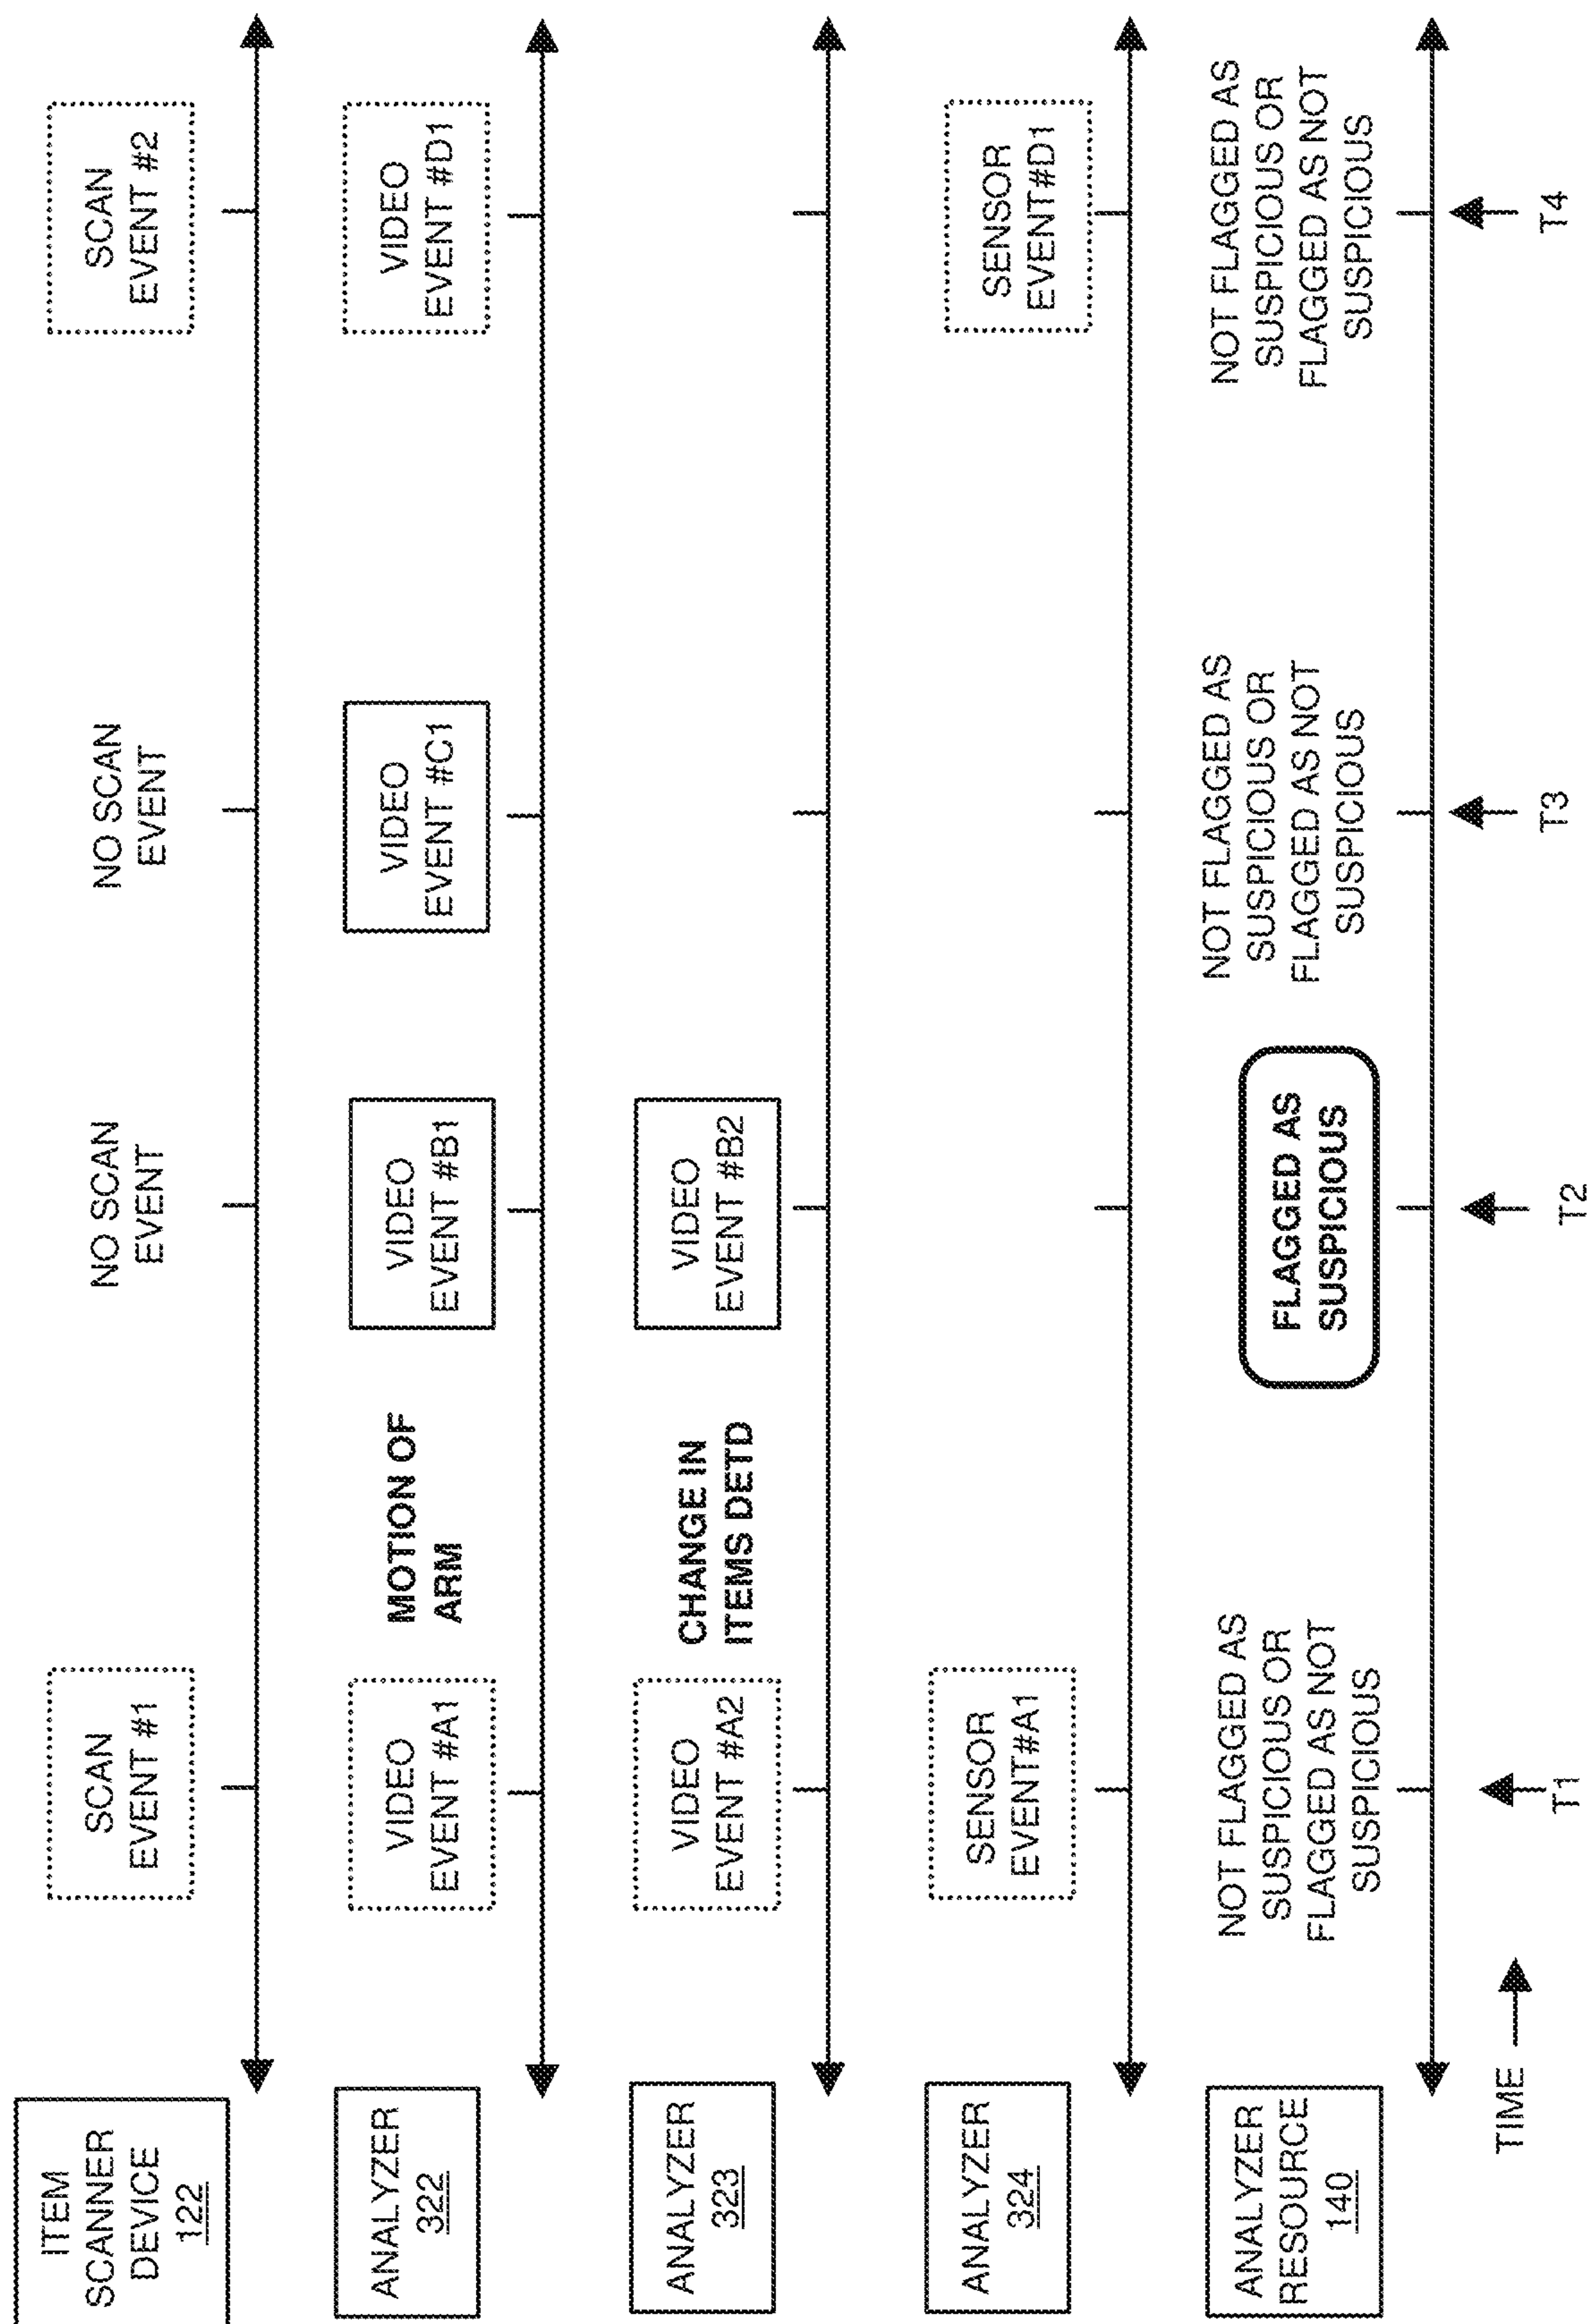 ITEM
SCANNER
DEVICE
122
SCAN
EVENT #1
NO SCAN
EVENT
NO SCAN
EVENT
SCAN
EVENT #2
ANALYZER
322
VIDEO
EVENT #A1
MOTION OF
ARM
VIDEO
EVENT #B1
VIDEO
EVENT #C1
VIDEO
EVENT #D1
ANALYZER
323
VIDEO
EVENT #A2
CHANGE IN
ITEMS DETD
VIDEO
EVENT #B2
ANALYZER
324
SENSOR
EVENT#A1
SENSOR
EVENT#D1
ANALYZER
RESOURCE
140
NOT FLAGGED AS
SUSPICIOUS OR
FLAGGED AS NOT
SUSPICIOUS
FLAGGED AS
SUSPICIOUS
NOT FLAGGED AS
SUSPICIOUS OR
FLAGGED AS NOT
SUSPICIOUS
NOT FLAGGED AS
SUSPICIOUS OR
FLAGGED AS NOT
SUSPICIOUS
TIME
T1
T2
T3
T4